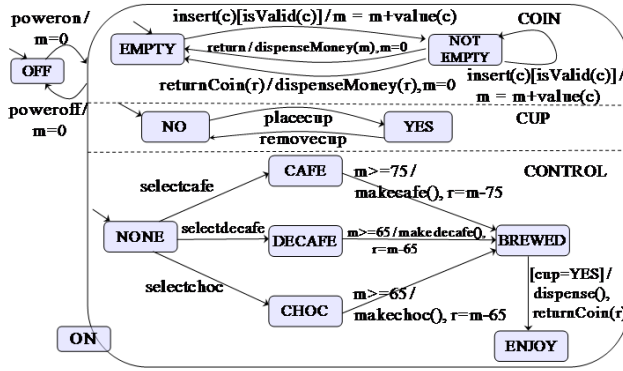 poweron/
m=0
OFF
poweroff/
m=0
insert(c)[isValid(c)]/m = m+value(c)
COIN
EMPTY
return/dispenseMoney(m),m=0
NOT
EMPTY
returnCoin(r)/dispenseMoney(r),m=0
insert(c)[isValid(c)]/
m = m+value(c)
NO
placecup
removecup
YES
CUP
CONTROL
selectcafe
CAFE
m>=75/
makecafe(), r=m-75
NONE
selectdecafe
DECAFE
m>=65/makedecafe(),
r=m-65
BREWED
selectchoc
CHOC
m>=65/
makechoc(), r=m-65
[cup=YES]/
dispense(),
returnCoin(r)
ENJOY
ON